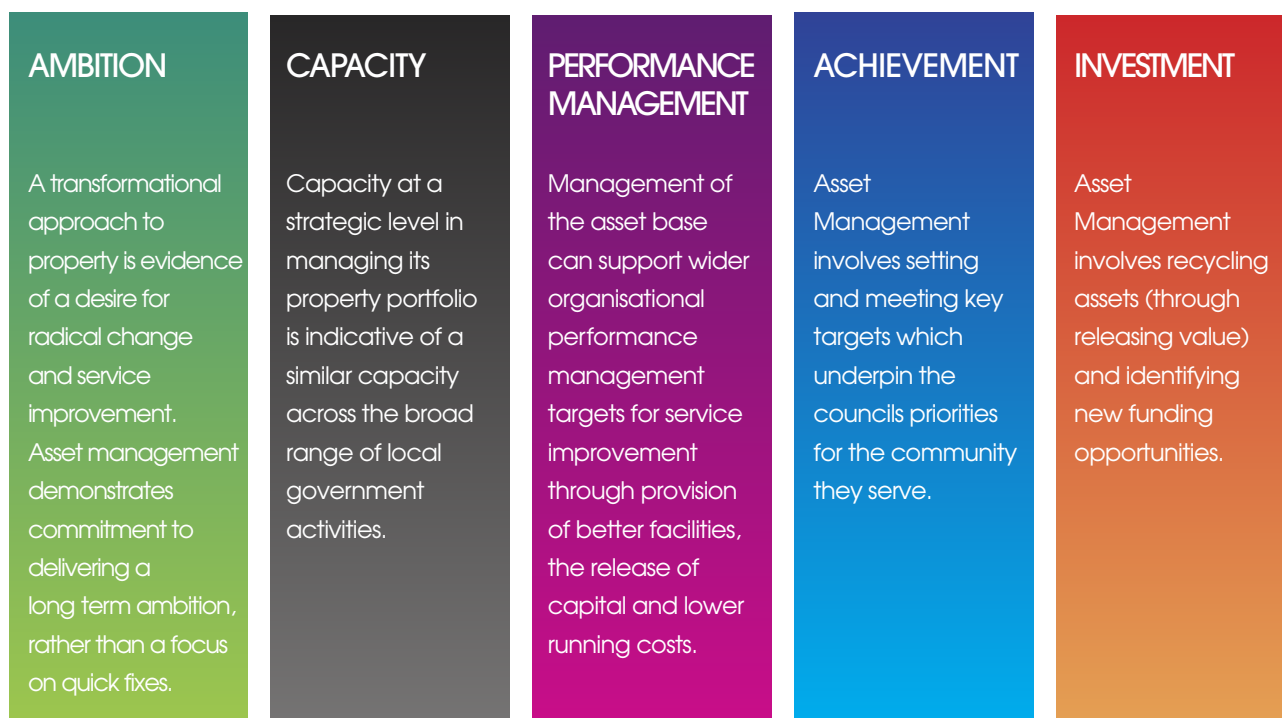 AMBITION
A transformational
approach to
property is evidence
of a desire for
radical change
and service
improvement.
Asset management
demonstrates
commitment to
delivering a
long term ambition,
rather than a focus
on quick fixes.
CAPACITY
Capacity at a
strategic level in
managing its
property portfolio
is indicative of a
similar capacity
across the broad
range of local
government
activities.
PERFORMANCE
MANAGEMENT
Management of
the asset base
can support wider
organisational
performance
management
targets for service
improvement
through provision
of better facilities,
the release of
capital and lower
running costs.
ACHIEVEMENT
Asset
Management
involves setting
and meeting key
targets which
underpin the
councils priorities
for the community
they serve.
INVESTMENT
Asset
Management
involves recycling
assets (through
releasing value)
and identifying
new funding
opportunities.